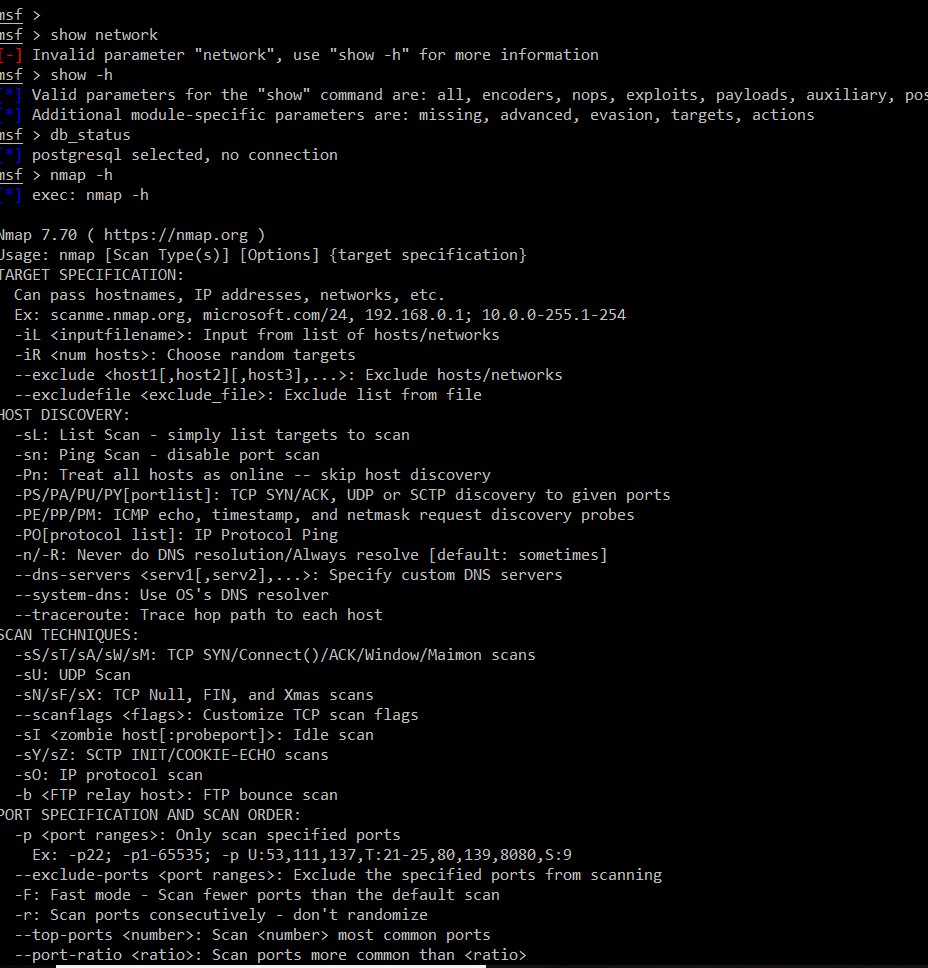 msf >
msf > show network
[-] Invalid parameter "network", use "show -h" for more information
msf > show -h
[*] Valid parameters for the "show" command are: all, encoders, nops, exploits, payloads, auxiliary, pos
[*] Additional module-specific parameters are: missing, advanced, evasion, targets, actions
msf > db_status
[*] postgresql selected, no connection
msf > nmap -h
[*] exec: nmap -h

Nmap 7.70 ( https://nmap.org )
Usage: nmap [Scan Type(s)] [Options] {target specification}
TARGET SPECIFICATION:
  Can pass hostnames, IP addresses, networks, etc.
  Ex: scanme.nmap.org, microsoft.com/24, 192.168.0.1; 10.0.0-255.1-254
  -iL <inputfilename>: Input from list of hosts/networks
  -iR <num hosts>: Choose random targets
  --exclude <host1[,host2][,host3],...>: Exclude hosts/networks
  --excludefile <exclude_file>: Exclude list from file
HOST DISCOVERY:
  -sL: List Scan - simply list targets to scan
  -sn: Ping Scan - disable port scan
  -Pn: Treat all hosts as online -- skip host discovery
  -PS/PA/PU/PY[portlist]: TCP SYN/ACK, UDP or SCTP discovery to given ports
  -PE/PP/PM: ICMP echo, timestamp, and netmask request discovery probes
  -PO[protocol list]: IP Protocol Ping
  -n/-R: Never do DNS resolution/Always resolve [default: sometimes]
  --dns-servers <serv1[,serv2],...>: Specify custom DNS servers
  --system-dns: Use OS's DNS resolver
  --traceroute: Trace hop path to each host
SCAN TECHNIQUES:
  -sS/sT/sA/sW/sM: TCP SYN/Connect()/ACK/Window/Maimon scans
  -sU: UDP Scan
  -sN/sF/sX: TCP Null, FIN, and Xmas scans
  --scanflags <flags>: Customize TCP scan flags
  -sI <zombie host[:probeport]>: Idle scan
  -sY/sZ: SCTP INIT/COOKIE-ECHO scans
  -sO: IP protocol scan
  -b <FTP relay host>: FTP bounce scan
PORT SPECIFICATION AND SCAN ORDER:
  -p <port ranges>: Only scan specified ports
    Ex: -p22; -p1-65535; -p U:53,111,137,T:21-25,80,139,8080,S:9
  --exclude-ports <port ranges>: Exclude the specified ports from scanning
  -F: Fast mode - Scan fewer ports than the default scan
  -r: Scan ports consecutively - don't randomize
  --top-ports <number>: Scan <number> most common ports
  --port-ratio <ratio>: Scan ports more common than <ratio>